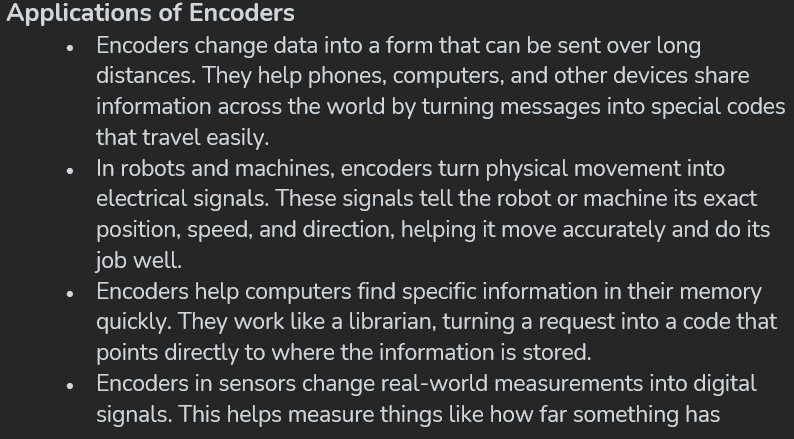 Applications of Encoders
• Encoders change data into a form that can be sent over long
distances. They help phones, computers, and other devices share
information across the world by turning messages into special codes
that travel easily.
• In robots and machines, encoders turn physical movement into
electrical signals. These signals tell the robot or machine its exact
position, speed, and direction, helping it move accurately and do its
job well.
• Encoders help computers find specific information in their memory
quickly. They work like a librarian, turning a request into a code that
points directly to where the information is stored.
• Encoders in sensors change real-world measurements into digital
signals. This helps measure things like how far something has